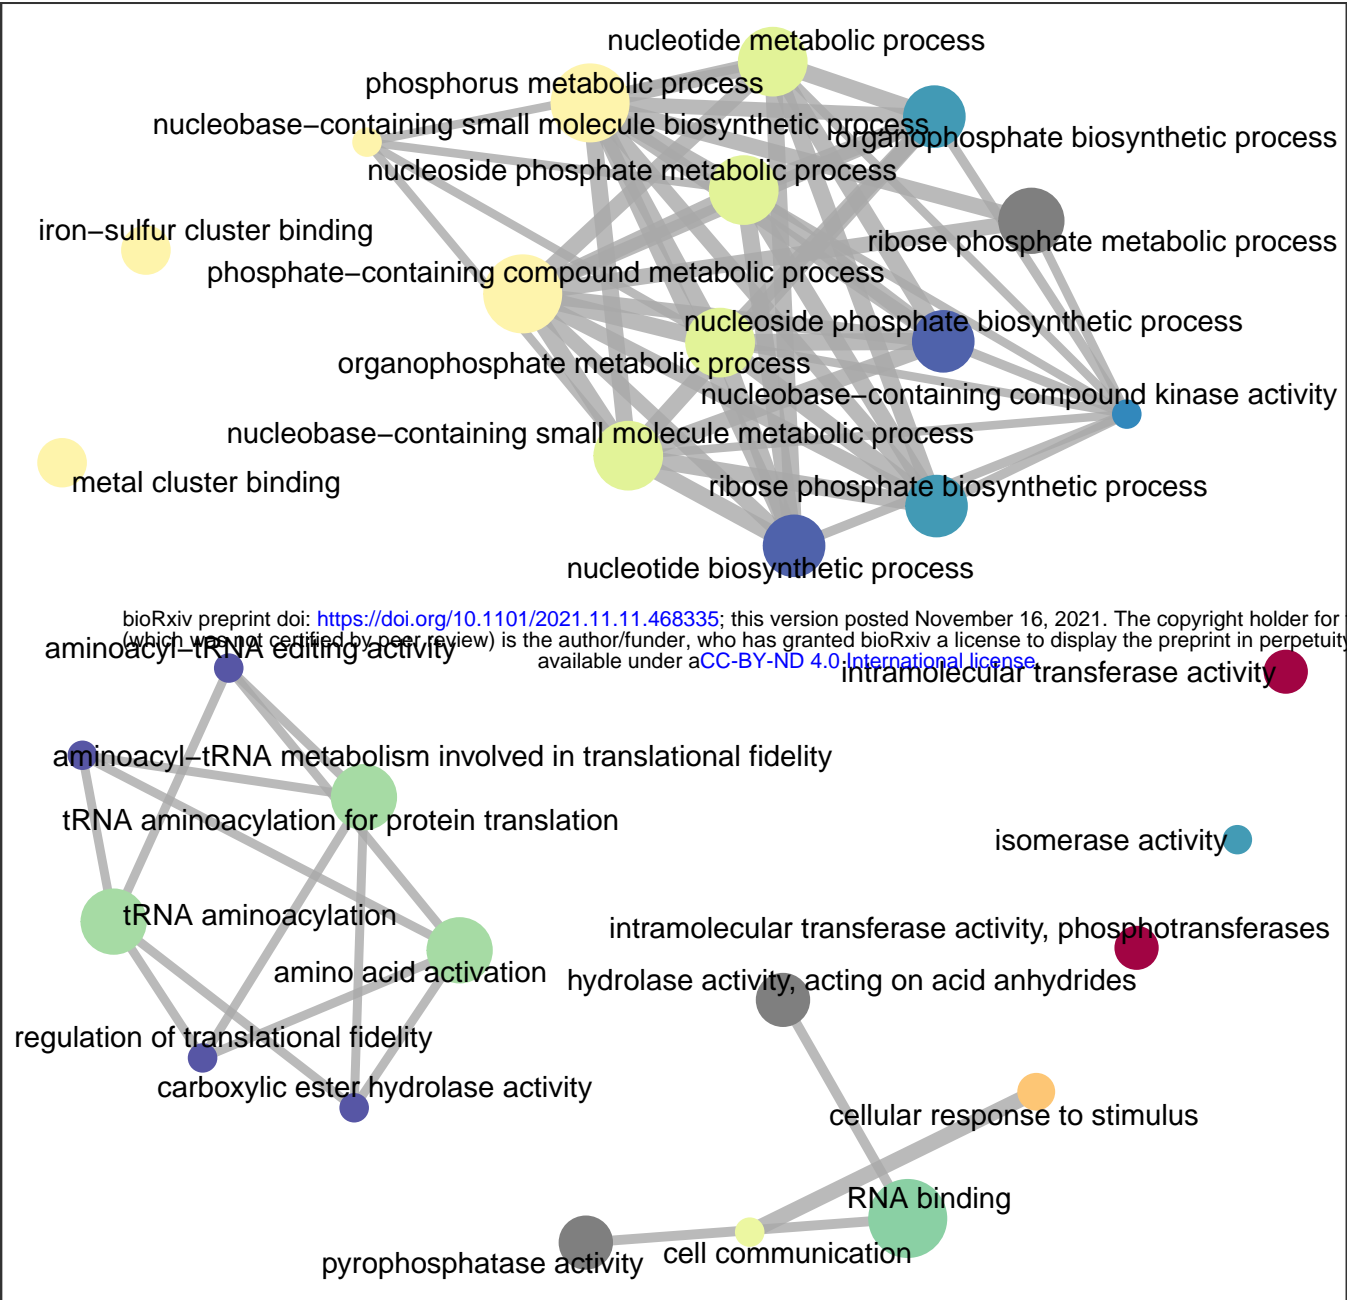 nucleotide metabolic process
phosphorus metabolic process
nucleobase−containing small molecule biosynthetic process
organophosphate biosynthetic process
nucleoside phosphate metabolic process
iron−sulfur cluster binding
ribose phosphate metabolic process
phosphate−containing compound metabolic process
nucleoside phosphate biosynthetic process
organophosphate metabolic process
nucleobase−containing compound kinase activity
nucleobase−containing small molecule metabolic process
metal cluster binding
ribose phosphate biosynthetic process
nucleotide biosynthetic process
bioRxiv preprint doi: https://doi.org/10.1101/2021.11.11.468335; this version posted November 16, 2021. The copyright holder for
(which was not certified by peer review) is the author/funder, who has granted bioRxiv a license to display the preprint in perpetuity
aminoacyl−tRNA editing activity
available under aCC-BY-ND 4.0 International license
intramolecular transferase activity
aminoacyl−tRNA metabolism involved in translational fidelity
tRNA aminoacylation for protein translation
isomerase activity
tRNA aminoacylation
intramolecular transferase activity, phosphotransferases
amino acid activation
hydrolase activity, acting on acid anhydrides
regulation of translational fidelity
carboxylic ester hydrolase activity
cellular response to stimulus
RNA binding
cell communication
pyrophosphatase activity